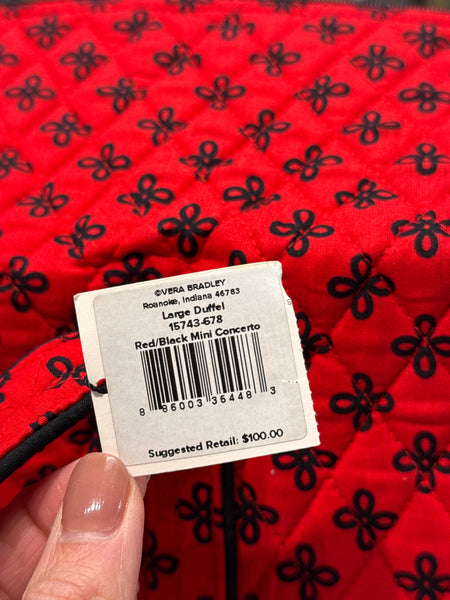 ©VERA BRADLEY
Roanoke, Indiana 46783
Large Duffel
15743-678
Red/Black Mini Concerto
8 86003 36448 3
Suggested Retail: $100.00